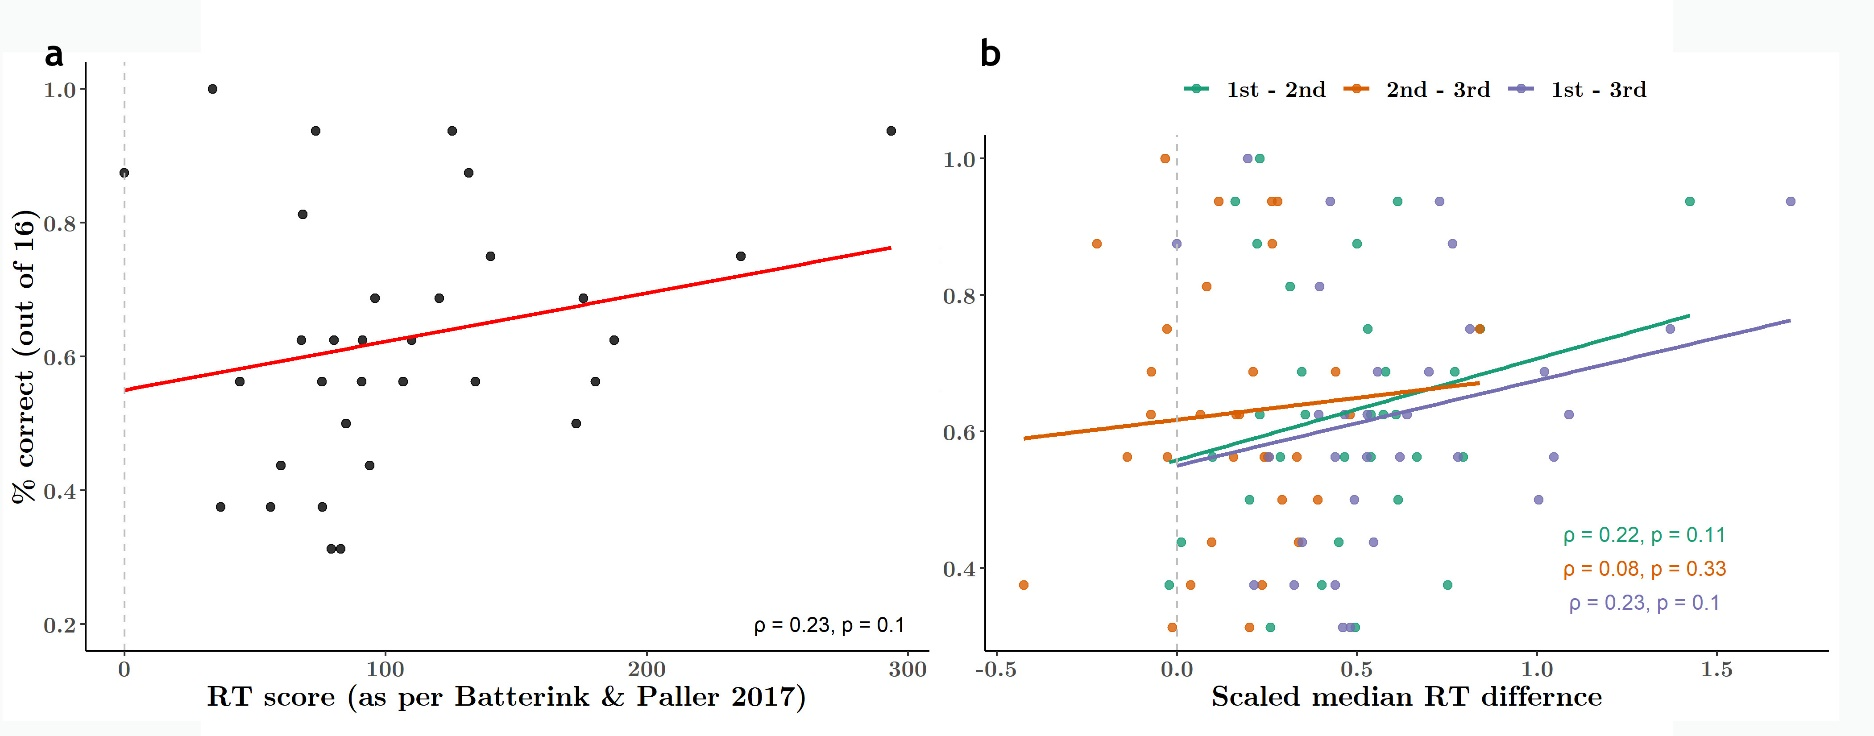 a
% correct (out of 16)
1.0
0.8
0.6
0.4
0.2
0 100 200 300
RT score (as per Batterink & Paller 2017)
ρ = 0.23, p = 0.1
b
1st - 2nd 2nd - 3rd 1st - 3rd
1.0
0.8
0.6
0.4
-0.5 0.0 0.5 1.0 1.5
Scaled median RT differnce
ρ = 0.22, p = 0.11
ρ = 0.08, p = 0.33
ρ = 0.23, p = 0.1